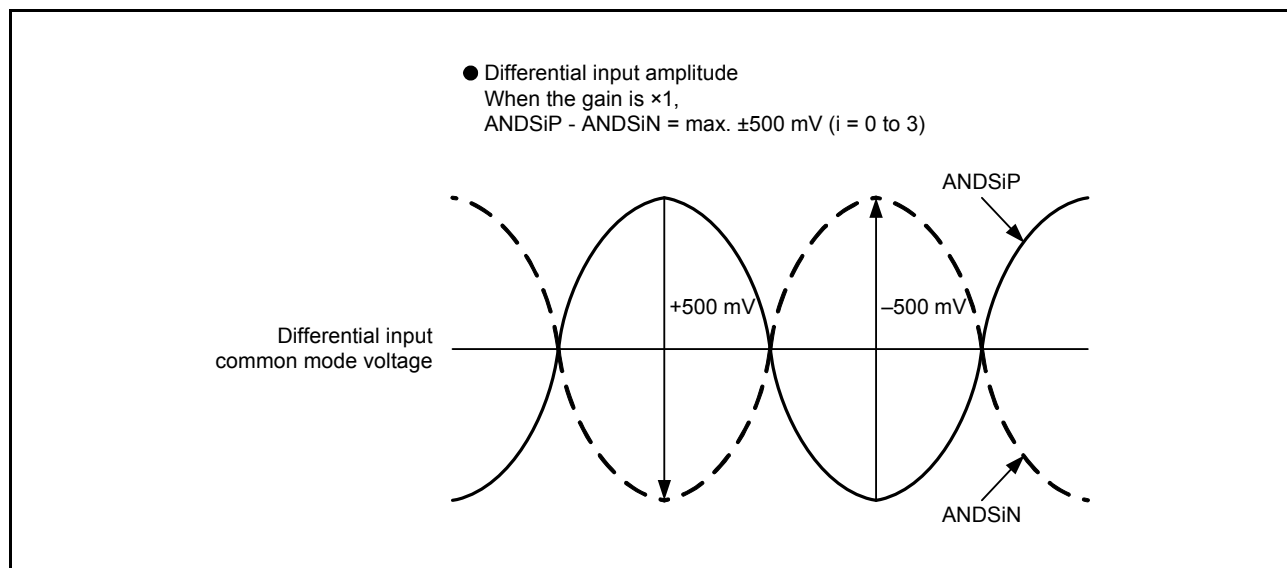 ● Differential input amplitude
When the gain is ×1,
ANDSiP - ANDSiN = max. ±500 mV (i = 0 to 3)
ANDSiP
+500 mV
–500 mV
Differential input
common mode voltage
ANDSiN